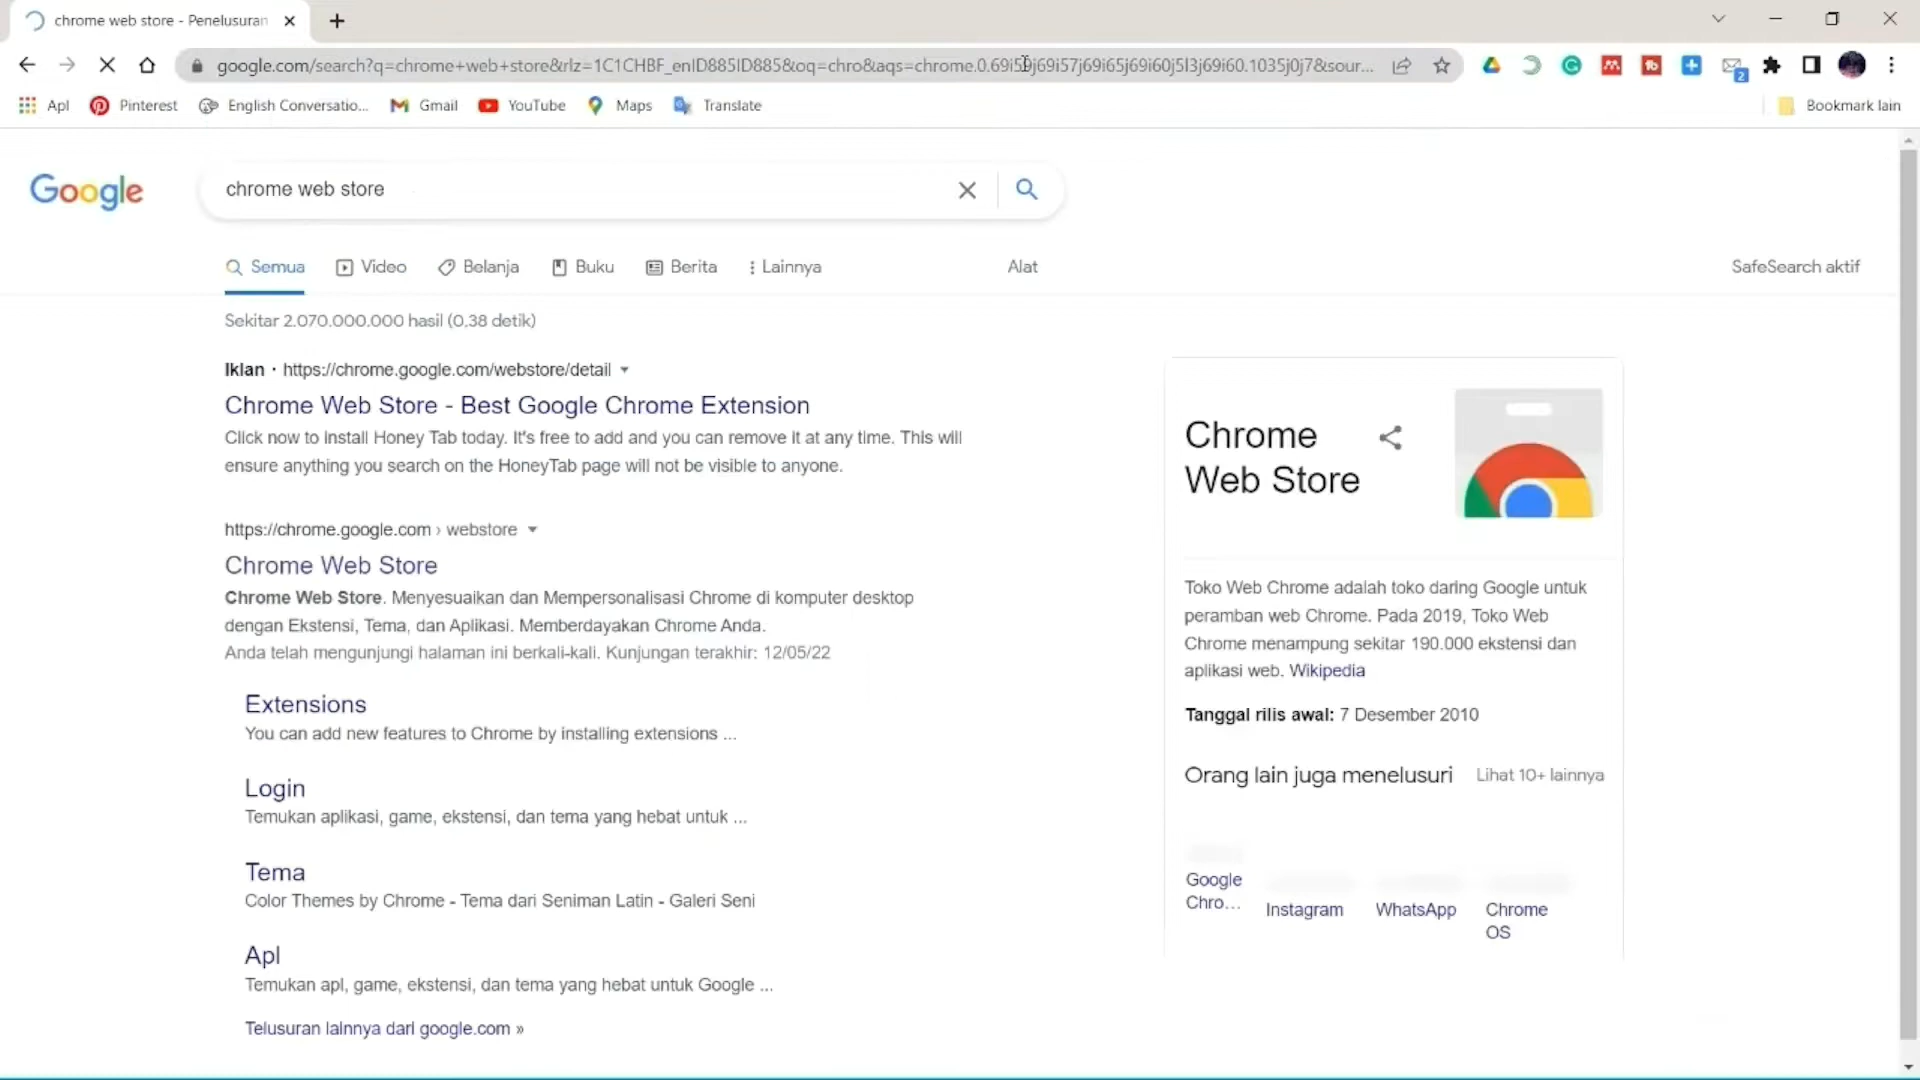 chrome web store - Penelusuran
google.com/search?q=chrome+web+store&rlz=1C1CHBF_enID885ID885&oq=chro&aqs=chrome.0.69i59j69i57j69i65j69i60j5l3j69i60.1035j0j7&sour...
2
Apl Pinterest English Conversatio... Gmail YouTube Maps Translate Bookmark lain
Google
chrome web store
Semua Video Belanja Buku Berita Lainnya Alat SafeSearch aktif
Sekitar 2.070.000.000 hasil (0,38 detik)
Iklan · https://chrome.google.com/webstore/detail
Chrome Web Store - Best Google Chrome Extension
Click now to Install Honey Tab today. It's free to add and you can remove it at any time. This will
ensure anything you search on the HoneyTab page will not be visible to anyone.
https://chrome.google.com › webstore
Chrome Web Store
Chrome Web Store. Menyesuaikan dan Mempersonalisasi Chrome di komputer desktop
dengan Ekstensi, Tema, dan Aplikasi. Memberdayakan Chrome Anda.
Anda telah mengunjungi halaman ini berkali-kali. Kunjungan terakhir: 12/05/22
Extensions
You can add new features to Chrome by installing extensions ...
Login
Temukan aplikasi, game, ekstensi, dan tema yang hebat untuk ...
Tema
Color Themes by Chrome - Tema dari Seniman Latin - Galeri Seni
Apl
Temukan apl, game, ekstensi, dan tema yang hebat untuk Google ...
Telusuran lainnya dari google.com »
Chrome
Web Store
Toko Web Chrome adalah toko daring Google untuk
peramban web Chrome. Pada 2019, Toko Web
Chrome menampung sekitar 190.000 ekstensi dan
aplikasi web. Wikipedia
Tanggal rilis awal: 7 Desember 2010
Orang lain juga menelusuri Lihat 10+ lainnya
Google
Chro...
Instagram
WhatsApp
Chrome
OS